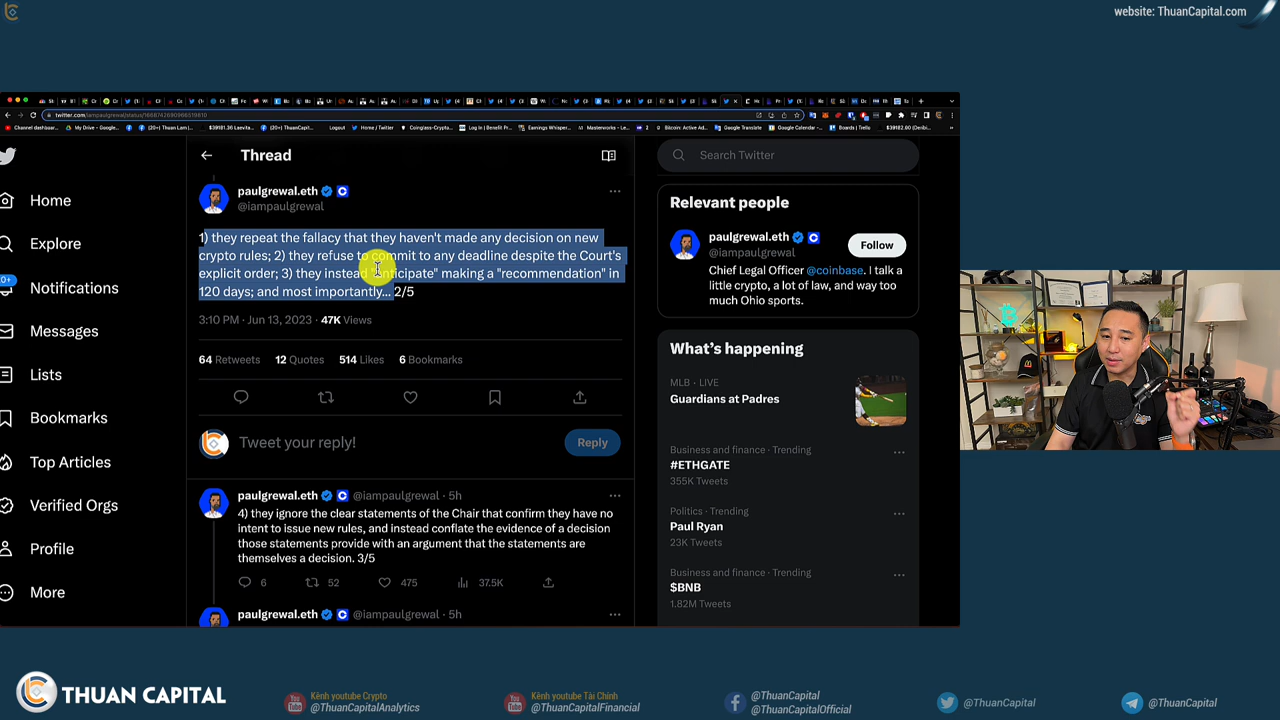 website: ThuanCapital.com
Thread
Search Twitter
Home
Explore
Notifications
Messages
Lists
Bookmarks
Top Articles
Verified Orgs
Profile
More
paulgrewal.eth
@iampaulgrewal
1) they repeat the fallacy that they haven't made any decision on new
crypto rules; 2) they refuse to commit to any deadline despite the Court's
explicit order; 3) they instead "anticipate" making a "recommendation" in
120 days; and most importantly... 2/5
3:10 PM · Jun 13, 2023 · 47K Views
64 Retweets 12 Quotes 514 Likes 6 Bookmarks
Tweet your reply!
Reply
paulgrewal.eth @iampaulgrewal · 5h
4) they ignore the clear statements of the Chair that confirm they have no
intent to issue new rules, and instead conflate the evidence of a decision
those statements provide with an argument that the statements are
themselves a decision. 3/5
6 52 475 37.5K
paulgrewal.eth @iampaulgrewal · 5h
Relevant people
paulgrewal.eth
@iampaulgrewal
Follow
Chief Legal Officer @coinbase. I talk a
little crypto, a lot of law, and way too
much Ohio sports.
What's happening
MLB · LIVE
Guardians at Padres
Business and finance · Trending
#ETHGATE
355K Tweets
Politics · Trending
Paul Ryan
23K Tweets
Business and finance · Trending
$BNB
1.82M Tweets
THUAN CAPITAL
Kênh youtube Crypto
@ThuanCapitalAnalytics
Kênh youtube Tài Chính
@ThuanCapitalFinancial
@ThuanCapital
@ThuanCapitalOfficial
@ThuanCapital
@ThuanCapital